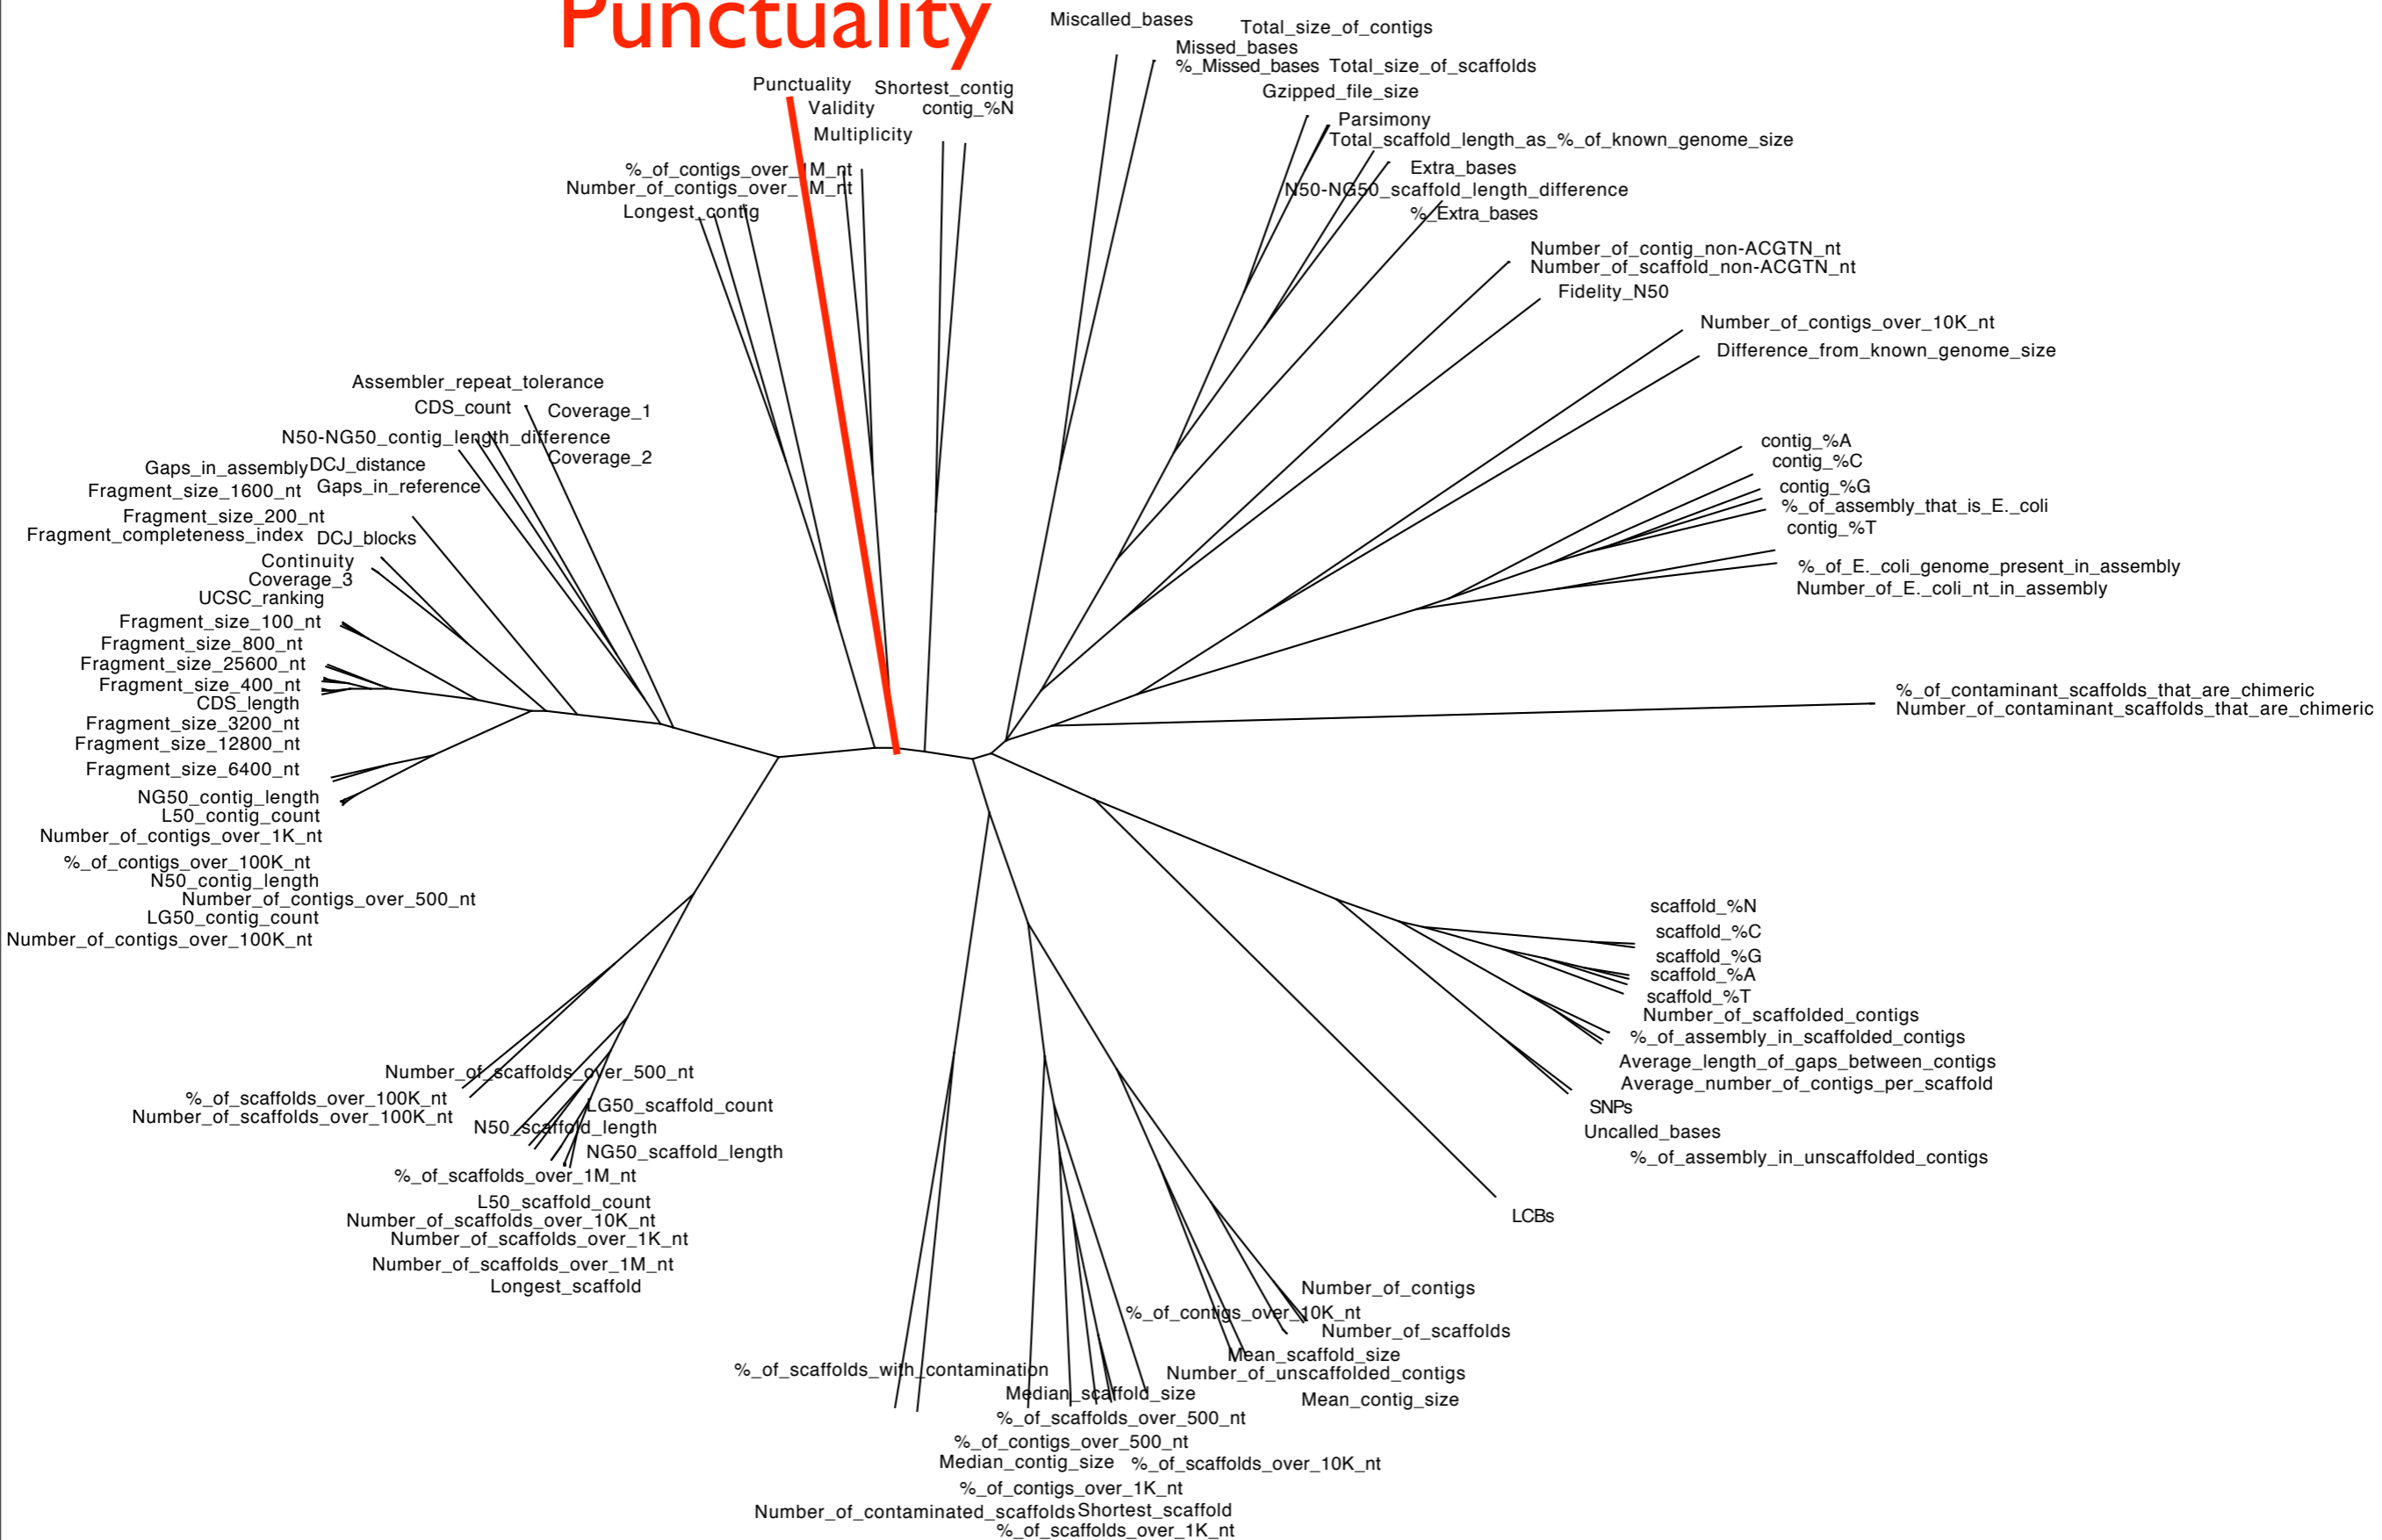 Punctuality
Miscalled_bases
Total_size_of_contigs
Missed_bases
%_Missed_bases
Total_size_of_scaffolds
Punctuality
Shortest_contig
Gzipped_file_size
Validity
contig_%N
Parsimony
Multiplicity
Total_scaffold_length_as_%_of_known_genome_size
%_of_contigs_over_1M_nt
Extra_bases
Number_of_contigs_over_1M_nt
N50-NG50_scaffold_length_difference
Longest_contig
%_Extra_bases
Number_of_contig_non-ACGTN_nt
Number_of_scaffold_non-ACGTN_nt
Fidelity_N50
Number_of_contigs_over_10K_nt
Difference_from_known_genome_size
Assembler_repeat_tolerance
CDS_count
Coverage_1
N50-NG50_contig_length_difference
contig_%A
Coverage_2
contig_%C
Gaps_in_assembly
DCJ_distance
Fragment_size_1600_nt
Gaps_in_reference
contig_%G
%_of_assembly_that_is_E._coli
Fragment_size_200_nt
contig_%T
Fragment_completeness_index
DCJ_blocks
Continuity
%_of_E._coli_genome_present_in_assembly
Coverage_3
Number_of_E._coli_nt_in_assembly
UCSC_ranking
Fragment_size_100_nt
Fragment_size_800_nt
Fragment_size_25600_nt
Fragment_size_400_nt
%_of_contaminant_scaffolds_that_are_chimeric
CDS_length
Number_of_contaminant_scaffolds_that_are_chimeric
Fragment_size_3200_nt
Fragment_size_12800_nt
Fragment_size_6400_nt
NG50_contig_length
L50_contig_count
Number_of_contigs_over_1K_nt
%_of_contigs_over_100K_nt
N50_contig_length
Number_of_contigs_over_500_nt
LG50_contig_count
Number_of_contigs_over_100K_nt
scaffold_%N
scaffold_%C
scaffold_%G
scaffold_%A
scaffold_%T
Number_of_scaffolded_contigs
%_of_assembly_in_scaffolded_contigs
Average_length_of_gaps_between_contigs
Average_number_of_contigs_per_scaffold
SNPs
Uncalled_bases
%_of_assembly_in_unscaffolded_contigs
Number_of_scaffolds_over_500_nt
%_of_scaffolds_over_100K_nt
LG50_scaffold_count
Number_of_scaffolds_over_100K_nt
N50_scaffold_length
NG50_scaffold_length
%_of_scaffolds_over_1M_nt
L50_scaffold_count
Number_of_scaffolds_over_10K_nt
Number_of_scaffolds_over_1K_nt
Number_of_scaffolds_over_1M_nt
Longest_scaffold
LCBs
Number_of_contigs
%_of_contigs_over_10K_nt
Number_of_scaffolds
Mean_scaffold_size
%_of_scaffolds_with_contamination
Number_of_unscaffolded_contigs
Median_scaffold_size
Mean_contig_size
%_of_scaffolds_over_500_nt
%_of_contigs_over_500_nt
Median_contig_size
%_of_scaffolds_over_10K_nt
%_of_contigs_over_1K_nt
Number_of_contaminated_scaffolds
Shortest_scaffold
%_of_scaffolds_over_1K_nt